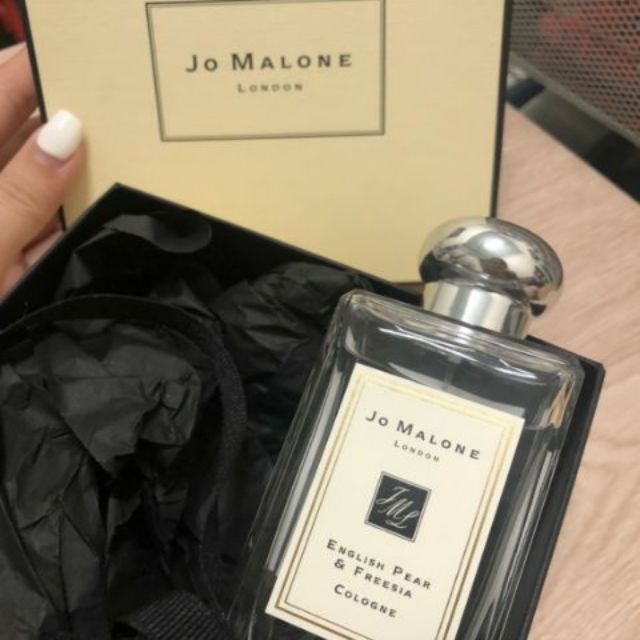 JO MALONE
LONDON
JO MALONE
LONDON
JML
ENGLISH PEAR
& FREESIA
COLOGNE